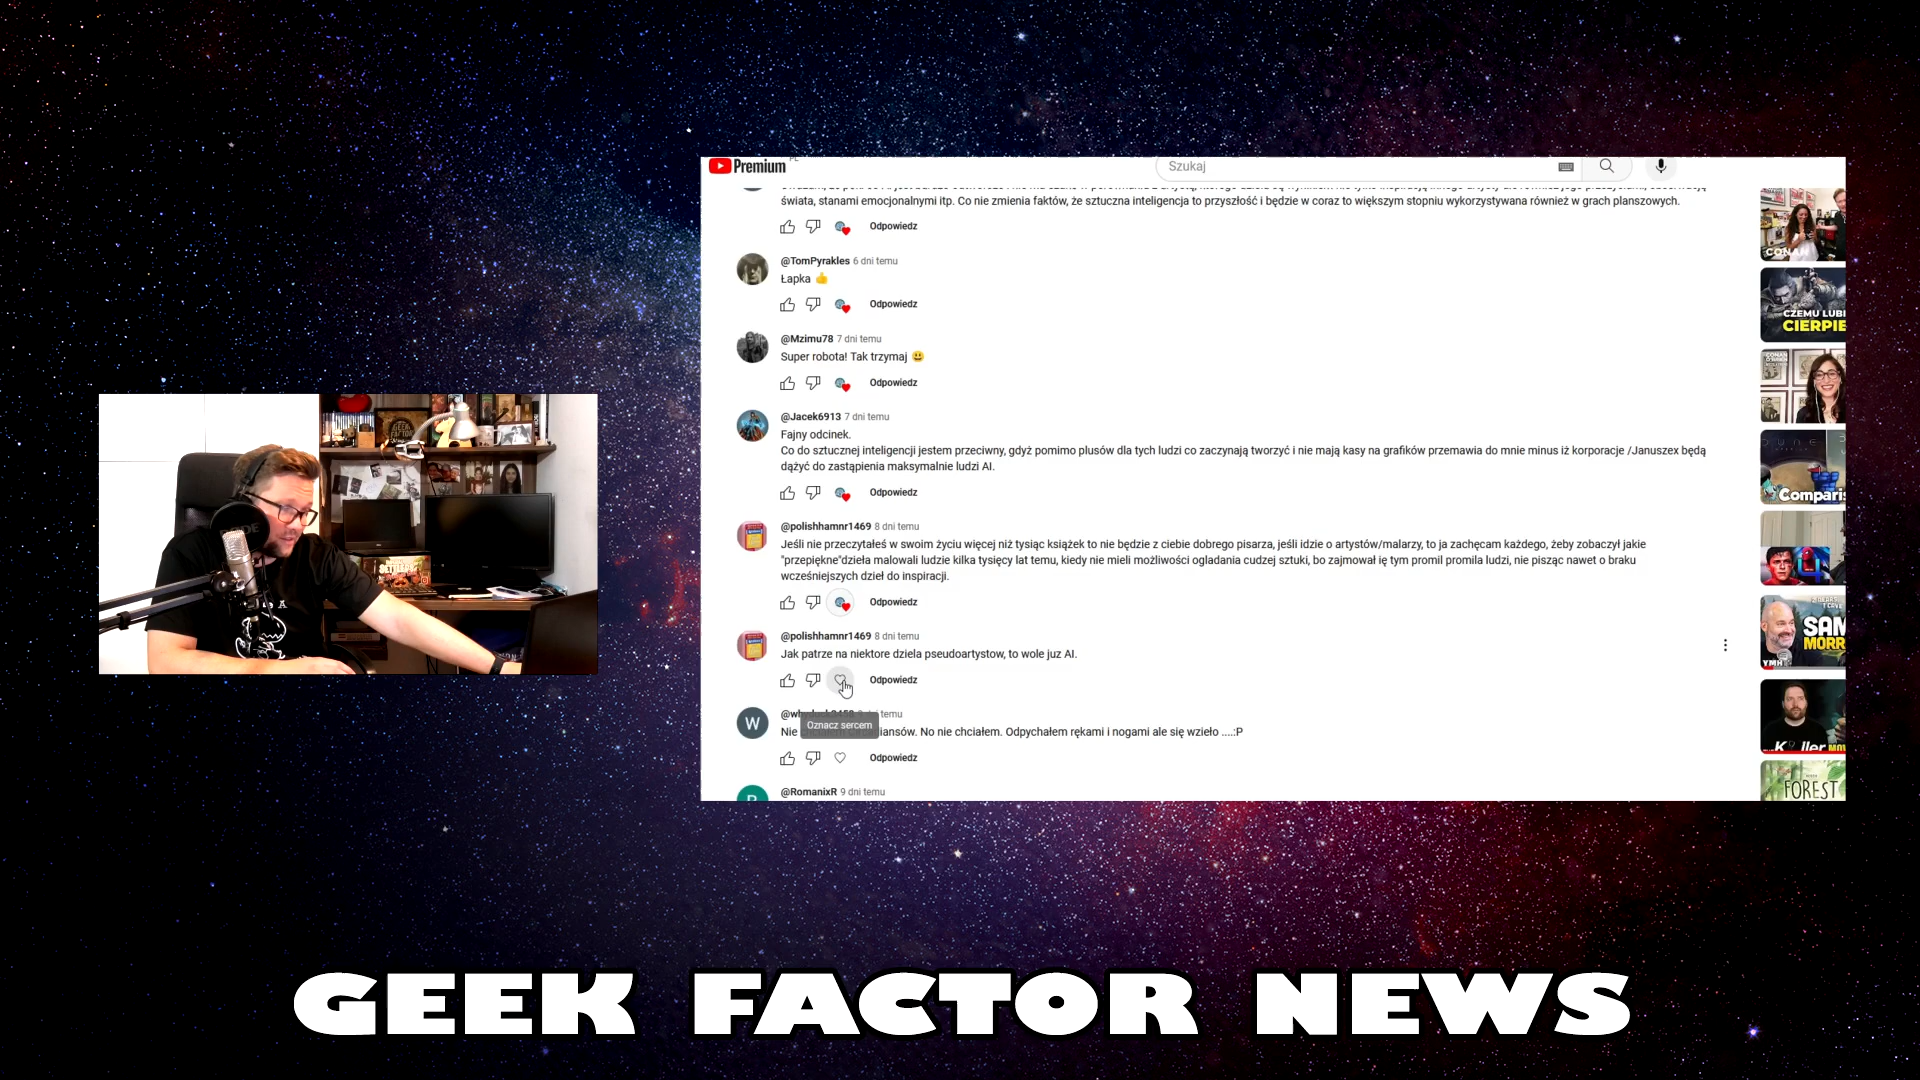 Premium
PL
Szukaj
świata, stanami emocjonalnymi itp. Co nie zmienia faktów, że sztuczna inteligencja to przyszłość i będzie w coraz to większym stopniu wykorzystywana również w grach planszowych.
Odpowiedz
@TomPyrakles 6 dni temu
Łapka 👍
Odpowiedz
@Mzimu78 7 dni temu
Super robota! Tak trzymaj 😃
Odpowiedz
@Jacek6913 7 dni temu
Fajny odcinek.
Co do sztucznej inteligencji jestem przeciwny, gdyż pomimo plusów dla tych ludzi co zaczynają tworzyć i nie mają kasy na grafików przemawia do mnie minus iż korporacje /Januszex będą
dążyć do zastąpienia maksymalnie ludzi AI.
Odpowiedz
@polishhamnr1469 8 dni temu
Jeśli nie przeczytałeś w swoim życiu więcej niż tysiąc książek to nie będzie z ciebie dobrego pisarza, jeśli idzie o artystów/malarzy, to ja zachęcam każdego, żeby zobaczył jakie
"przepiękne"dzieła malowali ludzie kilka tysięcy lat temu, kiedy nie mieli możliwości ogladania cudzej sztuki, bo zajmował ię tym promil promila ludzi, nie pisząc nawet o braku
wcześniejszych dzieł do inspiracji.
Odpowiedz
@polishhamnr1469 8 dni temu
Jak patrze na niektore dziela pseudoartystow, to wole juz AI.
Odpowiedz
temu
Oznacz sercem
Nie iansów. No nie chciałem. Odpychałem rękami i nogami ale się wzieło ....:P
Odpowiedz
@RomanixR 9 dni temu
W
CONAN
CZEMU LUBI
CIERPIE
Comparis
SAM
MORR
YMH
FOREST
GEEK FACTOR
GEEK FACTOR NEWS